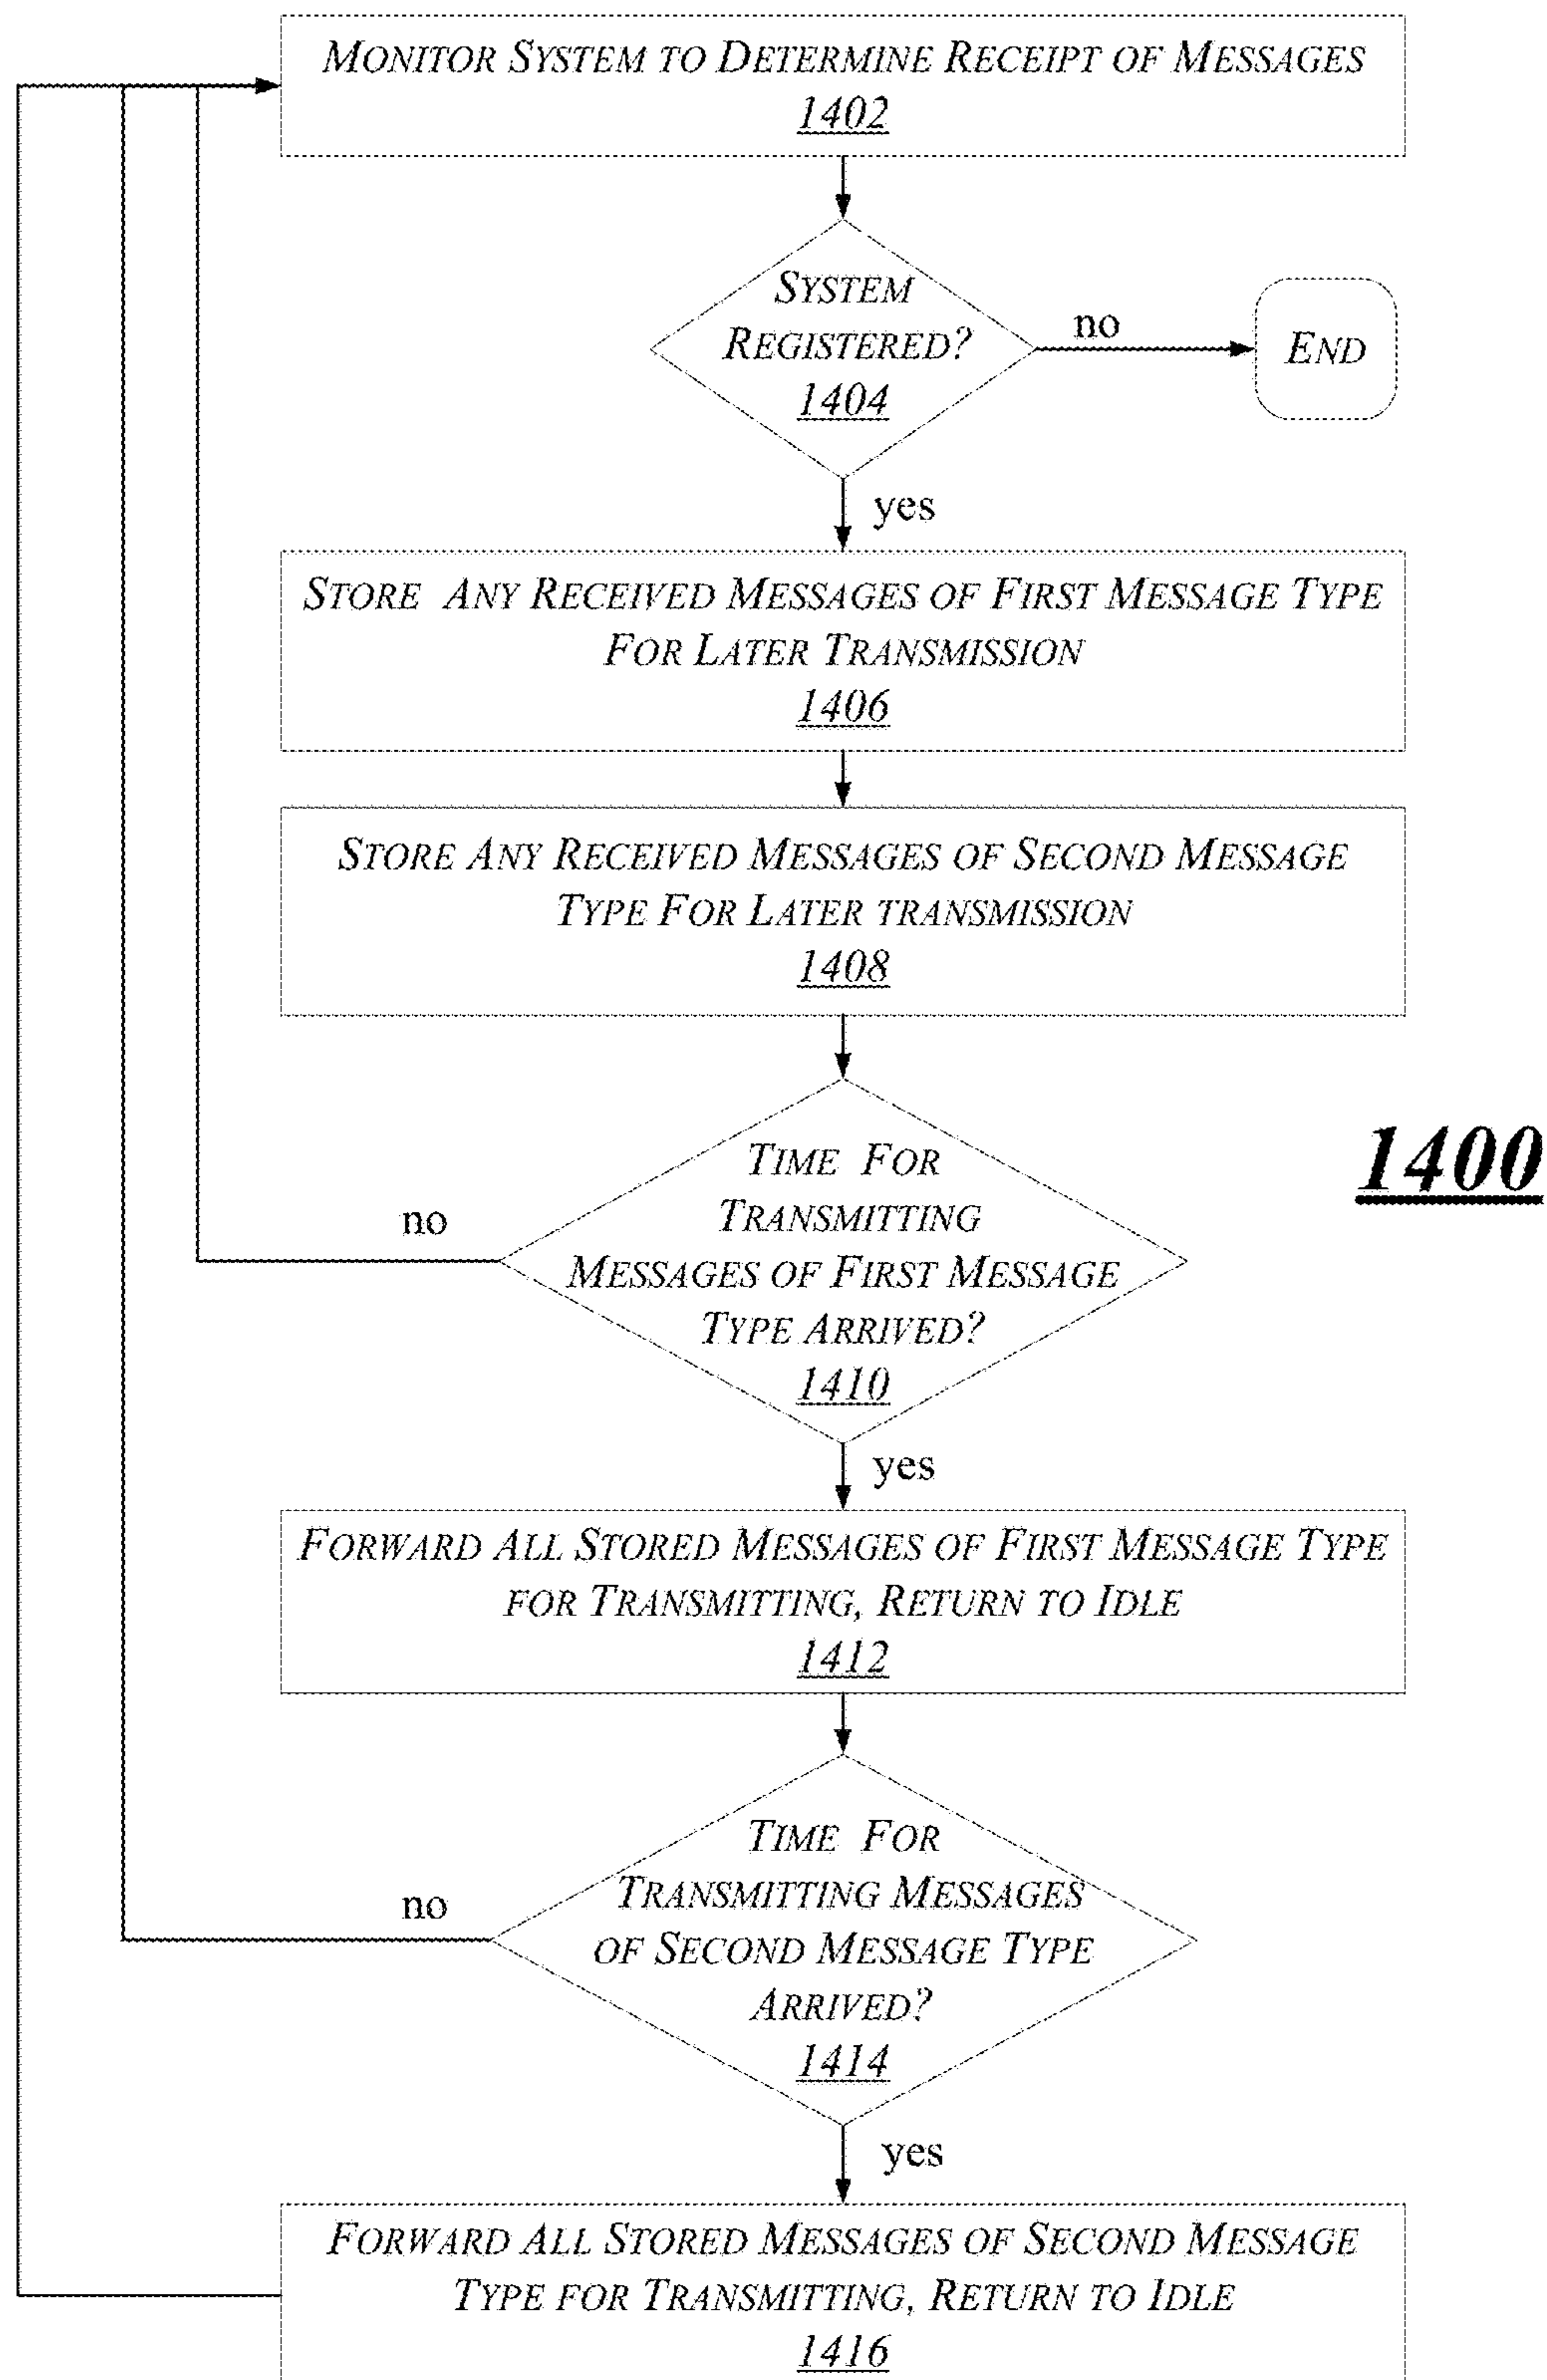 MONITOR SYSTEM TO DETERMINE RECEIPT OF MESSAGES
1402
SYSTEM
REGISTERED?
1404
no
END
yes
STORE ANY RECEIVED MESSAGES OF FIRST MESSAGE TYPE
FOR LATER TRANSMISSION
1406
STORE ANY RECEIVED MESSAGES OF SECOND MESSAGE
TYPE FOR LATER TRANSMISSION
1408
TIME FOR
TRANSMITTING
MESSAGES OF FIRST MESSAGE
TYPE ARRIVED?
1410
no
1400
yes
FORWARD ALL STORED MESSAGES OF FIRST MESSAGE TYPE
FOR TRANSMITTING, RETURN TO IDLE
1412
TIME FOR
TRANSMITTING MESSAGES
OF SECOND MESSAGE TYPE
ARRIVED?
1414
no
yes
FORWARD ALL STORED MESSAGES OF SECOND MESSAGE
TYPE FOR TRANSMITTING, RETURN TO IDLE
1416